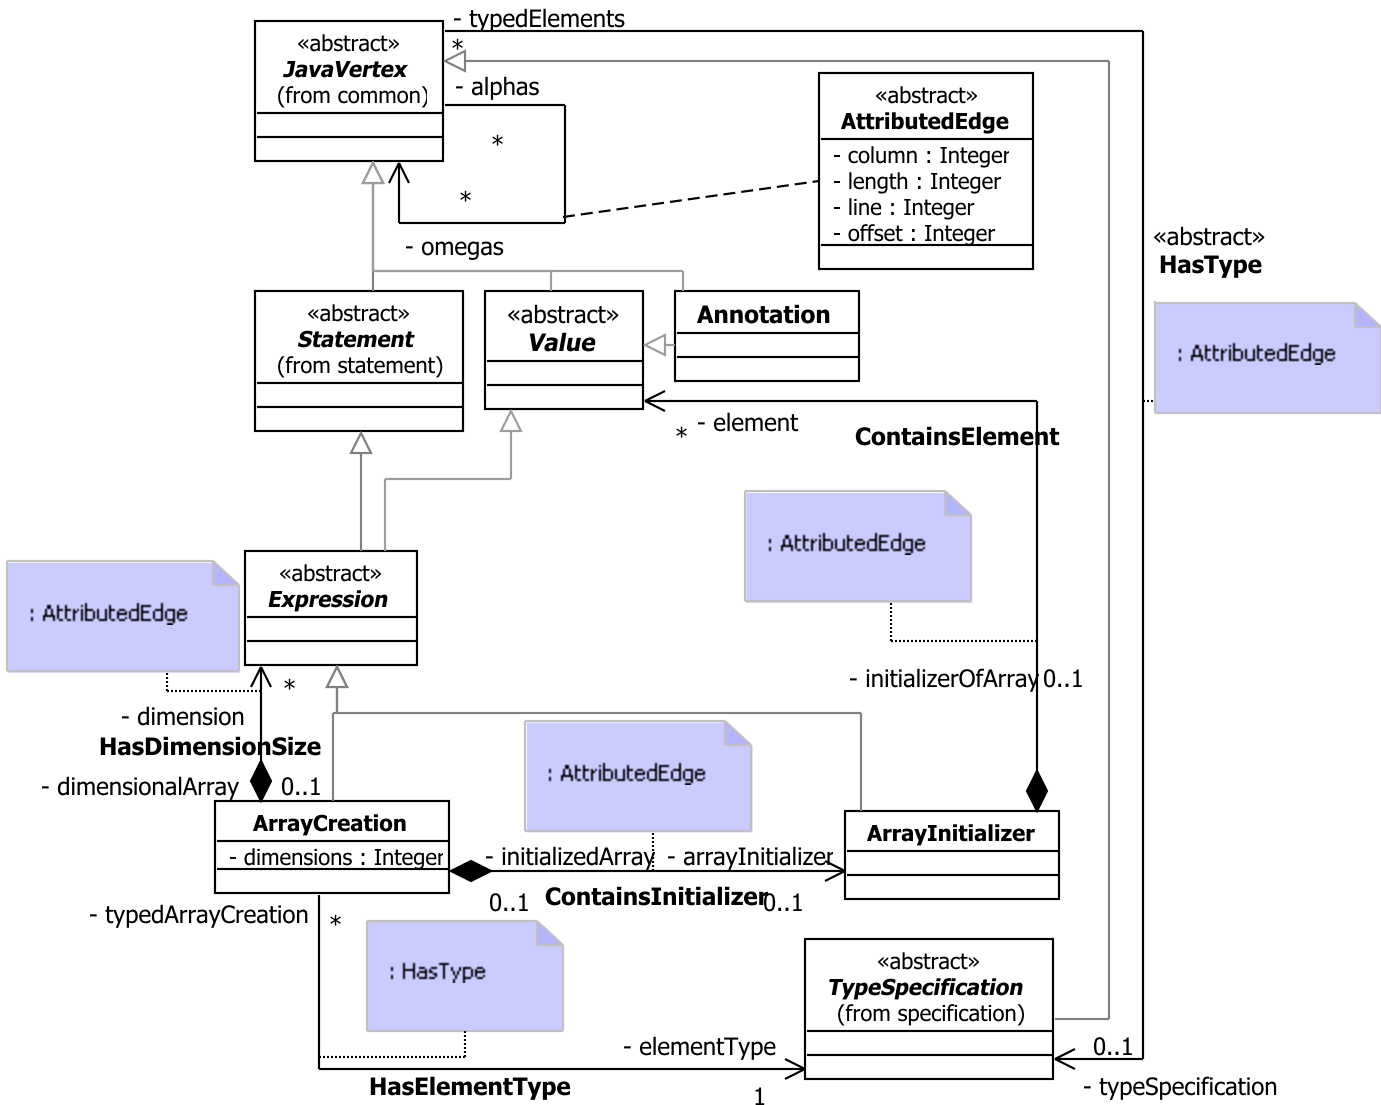 - typedElements
*
«abstract»
JavaVertex
(from common)
- alphas
*
*
- omegas
«abstract»
AttributedEdge
- column : Integer
- length : Integer
- line : Integer
- offset : Integer
«abstract»
HasType
: AttributedEdge
«abstract»
Statement
(from statement)
«abstract»
Value
Annotation
* - element
ContainsElement
: AttributedEdge
«abstract»
Expression
: AttributedEdge
*
- dimension
HasDimensionSize
- dimensionalArray 0..1
- initializerOfArray 0..1
: AttributedEdge
ArrayCreation
- dimensions : Integer
- initializedArray - arrayInitializer
0..1 ContainsInitializer 0..1
ArrayInitializer
- typedArrayCreation *
: HasType
«abstract»
TypeSpecification
(from specification)
- elementType
HasElementType
1
0..1
- typeSpecification